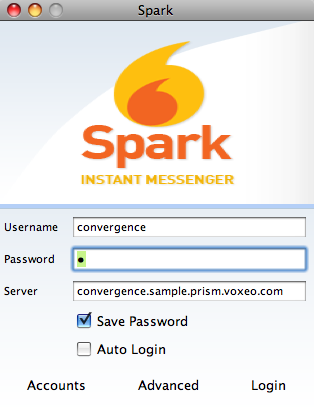 Spark
Spark
INSTANT MESSENGER
Username convergence
Password •
Server convergence.sample.prism.voxeo.com
Save Password
Auto Login
Accounts Advanced Login